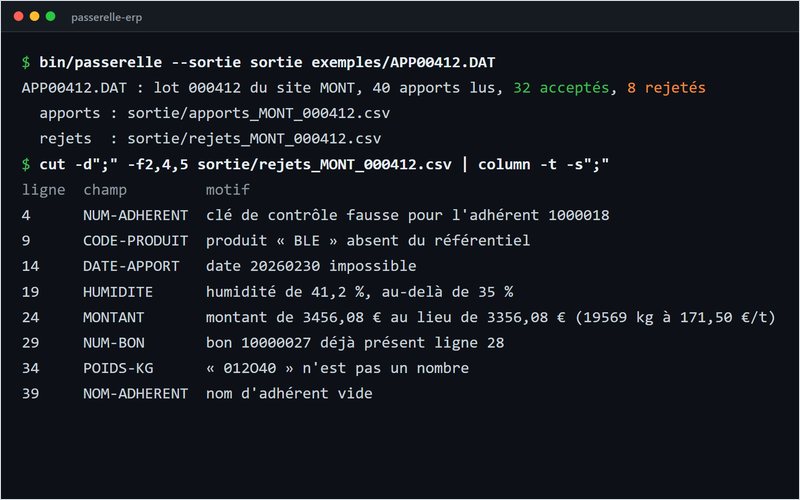 passerelle-erp
$ bin/passerelle --sortie sortie exemples/APP00412.DAT
APP00412.DAT : lot 000412 du site MONT, 40 apports lus, 32 acceptés, 8 rejetés
apports : sortie/apports_MONT_000412.csv
rejets : sortie/rejets_MONT_000412.csv
$ cut -d";" -f2,4,5 sortie/rejets_MONT_000412.csv | column -t -s";"
ligne champ motif
4 NUM-ADHERENT clé de contrôle fausse pour l'adhérent 1000018
9 CODE-PRODUIT produit « BLE » absent du référentiel
14 DATE-APPORT date 20260230 impossible
19 HUMIDITE humidité de 41,2 %, au-delà de 35 %
24 MONTANT montant de 3456,08 € au lieu de 3356,08 € (19569 kg à 171,50 €/t)
29 NUM-BON bon 10000027 déjà présent ligne 28
34 POIDS-KG « 012O40 » n'est pas un nombre
39 NOM-ADHERENT nom d'adhérent vide